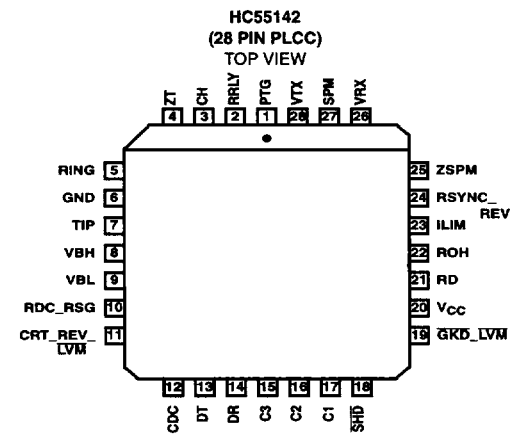 HC55142
(28 PIN PLCC)
TOP VIEW
ZT
CH
RRLY
PTG
VTX
SPM
VRX
4
3
2
1
28
27
26
RING 5
GND 6
TIP 7
VBH 8
VBL 9
RDC_RSG 10
CRT_REV_ 11
LVM
25 ZSPM
24 RSYNC_
REV
23 ILIM
22 ROH
21 RD
20 VCC
19 GKD_LVM
12
13
14
15
16
17
18
CDC
DT
DR
C3
C2
C1
SHD